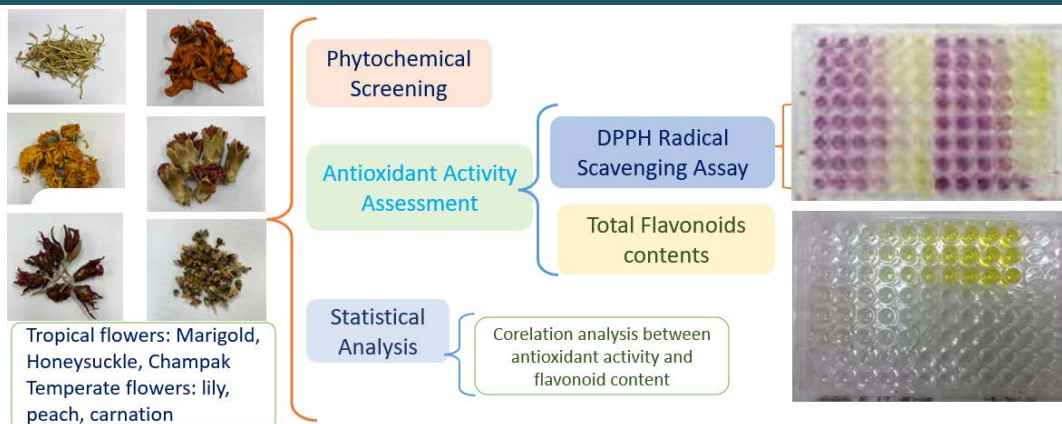 Phytochemical
Screening
Antioxidant Activity
Assessment
DPPH Radical
Scavenging Assay
Total Flavonoids
contents
Statistical
Analysis
Corelation analysis between
antioxidant activity and
flavonoid content
Tropical flowers: Marigold,
Honeysuckle, Champak
Temperate flowers: lily,
peach, carnation